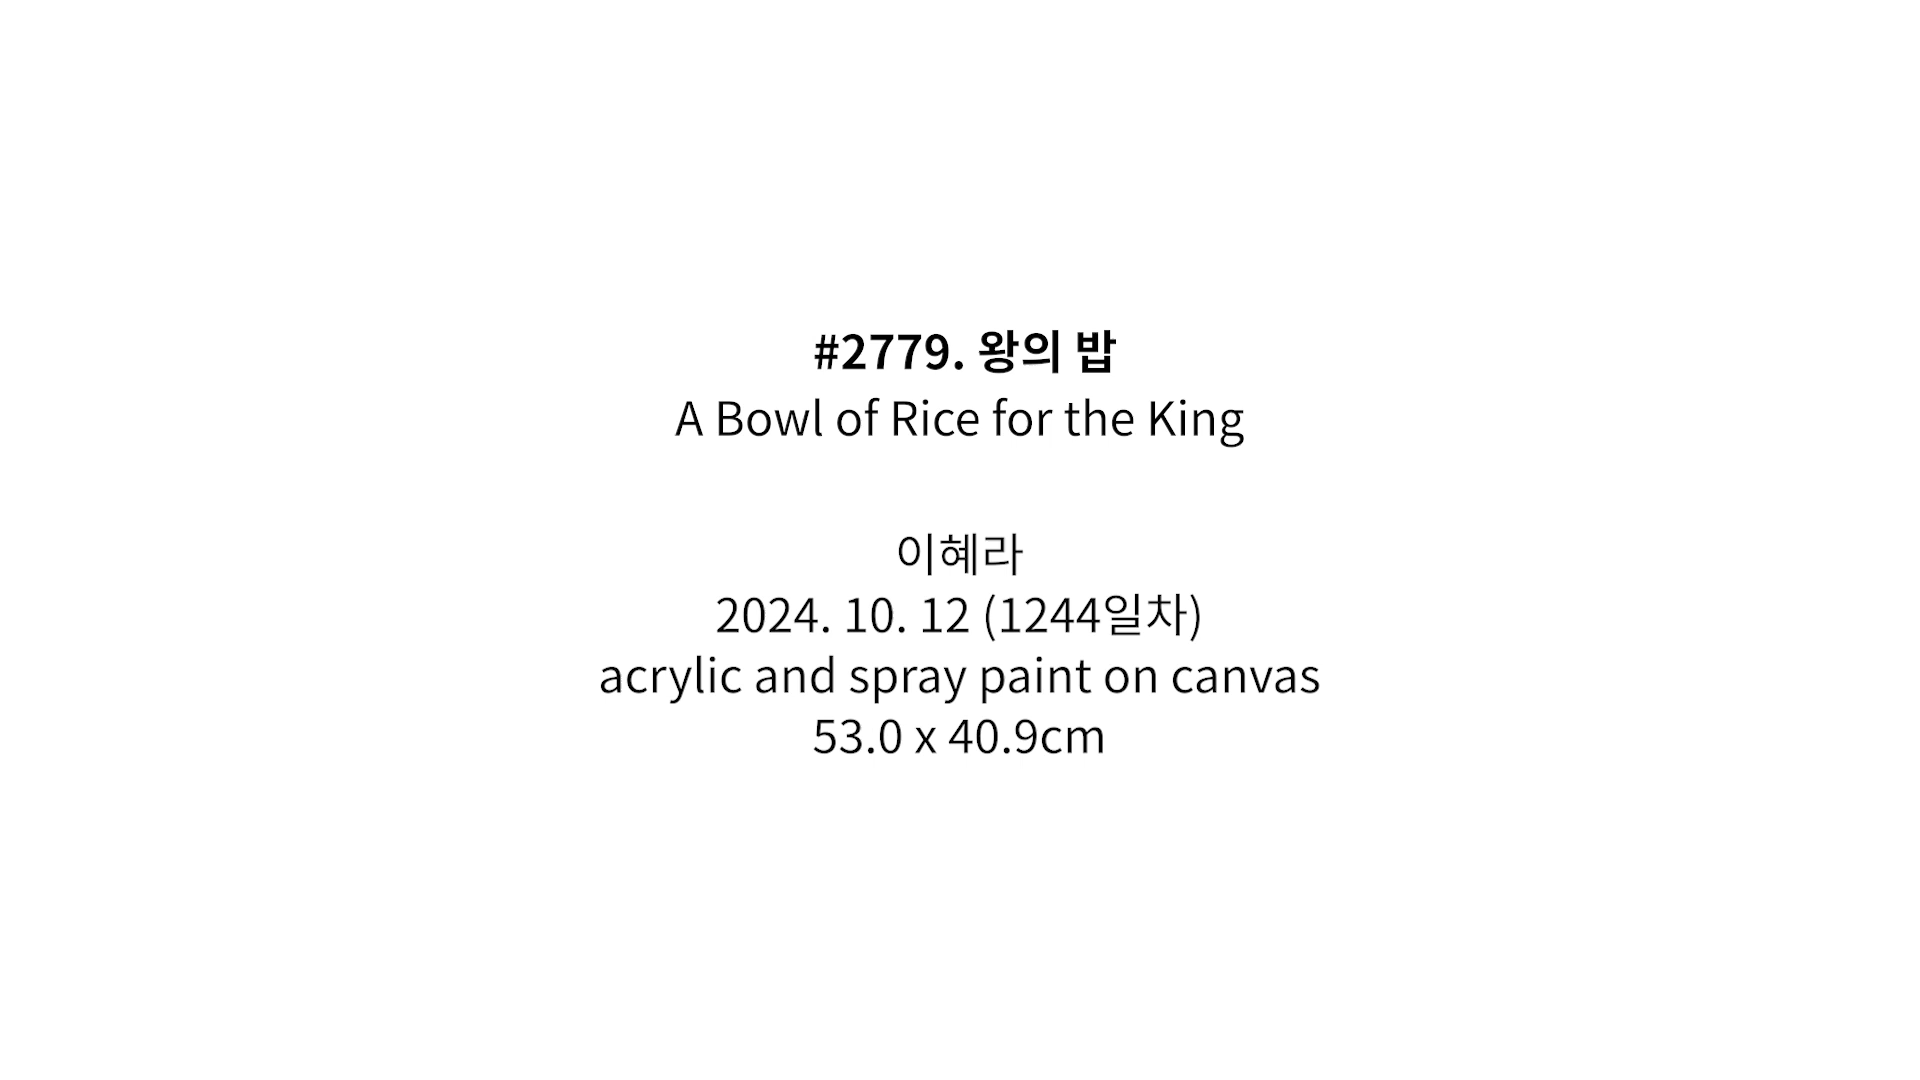 #2779. 왕의 밥
A Bowl of Rice for the King
이혜라
2024. 10. 12 (1244일차)
acrylic and spray paint on canvas
53.0 x 40.9cm